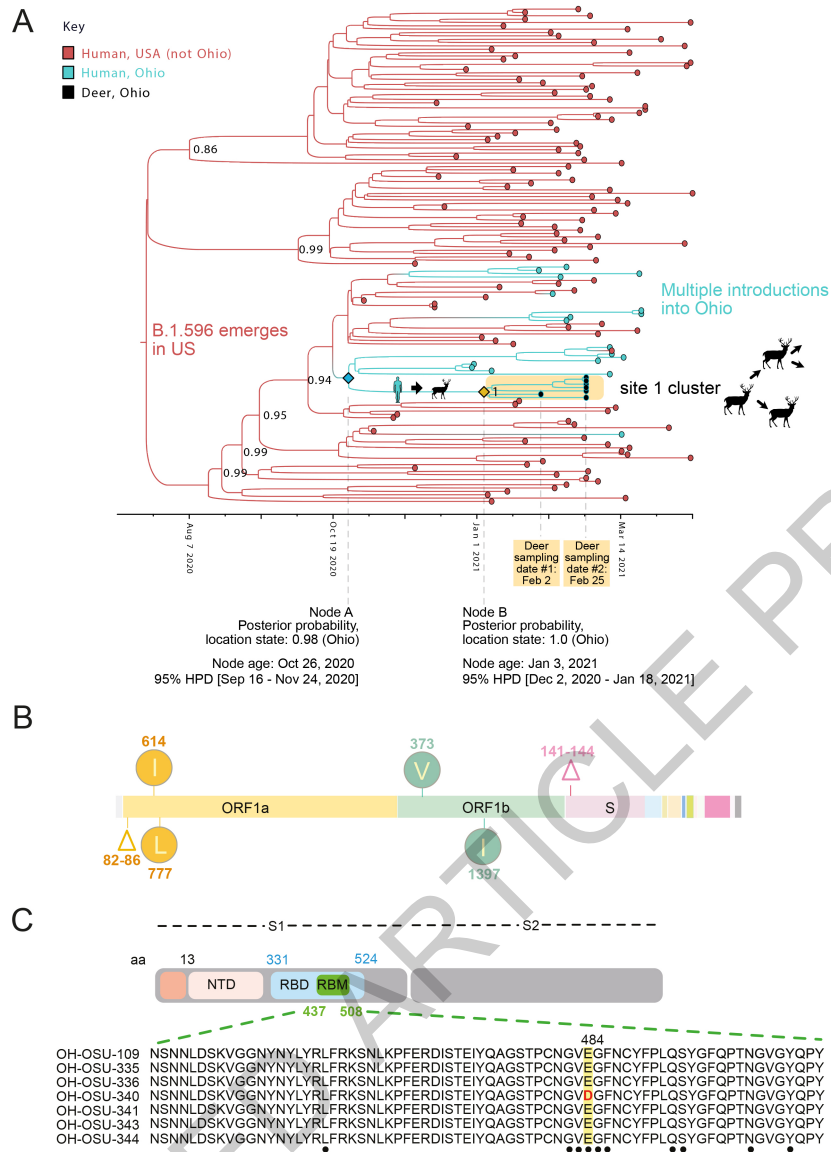 A
Key
Human, USA (not Ohio)
Human, Ohio
Deer, Ohio
0.86
0.99
B.1.596 emerges
in US
Multiple introductions
into Ohio
0.94
1
site 1 cluster
0.95
0.99
0.99
Aug 7 2020
Oct 19 2020
Jan 1 2021
Mar 14 2021
Deer
sampling
date #1:
Feb 2
Deer
sampling
date #2:
Feb 25
Node A
Posterior probability,
location state: 0.98 (Ohio)
Node age: Oct 26, 2020
95% HPD [Sep 16 - Nov 24, 2020]
Node B
Posterior probability,
location state: 1.0 (Ohio)
Node age: Jan 3, 2021
95% HPD [Dec 2, 2020 - Jan 18, 2021]
B
614
373
141-144
I
V
Δ
ORF1a
ORF1b
S
Δ
L
I
82-86
777
1397
C
S1
S2
aa
13
331
524
NTD
RBD
RBM
437
508
484
OH-OSU-109 NSNNLDSKVGGNYNYLYRLFRKSNLKPFERDISTEIYQAGSTPCNGVEGFNCYFPLQSYGFQPTNGVGYQPY
OH-OSU-335 NSNNLDSKVGGNYNYLYRLFRKSNLKPFERDISTEIYQAGSTPCNGVEGFNCYFPLQSYGFQPTNGVGYQPY
OH-OSU-336 NSNNLDSKVGGNYNYLYRLFRKSNLKPFERDISTEIYQAGSTPCNGVEGFNCYFPLQSYGFQPTNGVGYQPY
OH-OSU-340 NSNNLDSKVGGNYNYLYRLFRKSNLKPFERDISTEIYQAGSTPCNGVDGFNCYFPLQSYGFQPTNGVGYQPY
OH-OSU-341 NSNNLDSKVGGNYNYLYRLFRKSNLKPFERDISTEIYQAGSTPCNGVEGFNCYFPLQSYGFQPTNGVGYQPY
OH-OSU-343 NSNNLDSKVGGNYNYLYRLFRKSNLKPFERDISTEIYQAGSTPCNGVEGFNCYFPLQSYGFQPTNGVGYQPY
OH-OSU-344 NSNNLDSKVGGNYNYLYRLFRKSNLKPFERDISTEIYQAGSTPCNGVEGFNCYFPLQSYGFQPTNGVGYQPY
ARTICLE